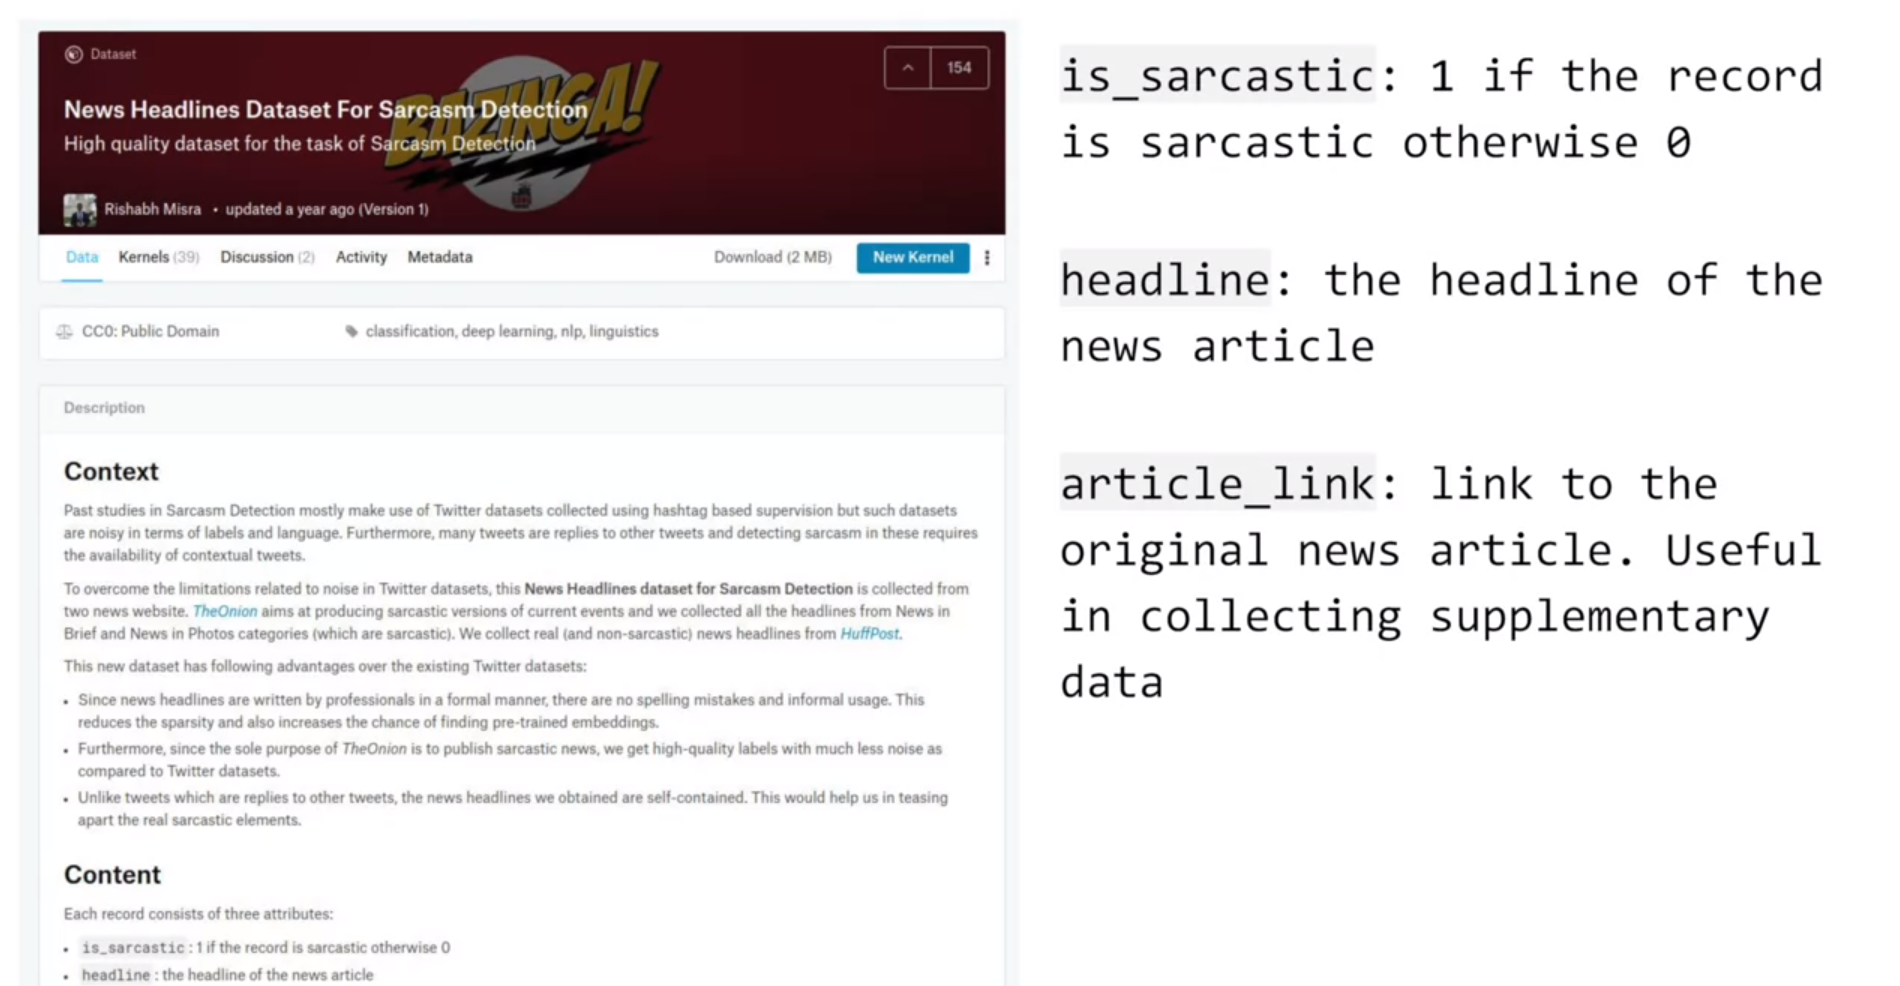 Dataset
154
BAZINGA!
News Headlines Dataset For Sarcasm Detection
High quality dataset for the task of Sarcasm Detection
Rishabh Misra • updated a year ago (Version 1)
Data Kernels (39) Discussion (2) Activity Metadata Download (2 MB) New Kernel
CC0: Public Domain classification, deep learning, nlp, linguistics
Description
Context
Past studies in Sarcasm Detection mostly make use of Twitter datasets collected using hashtag based supervision but such datasets
are noisy in terms of labels and language. Furthermore, many tweets are replies to other tweets and detecting sarcasm in these requires
the availability of contextual tweets.
To overcome the limitations related to noise in Twitter datasets, this News Headlines dataset for Sarcasm Detection is collected from
two news website. TheOnion aims at producing sarcastic versions of current events and we collected all the headlines from News in
Brief and News in Photos categories (which are sarcastic). We collect real (and non-sarcastic) news headlines from HuffPost.
This new dataset has following advantages over the existing Twitter datasets:
• Since news headlines are written by professionals in a formal manner, there are no spelling mistakes and informal usage. This
reduces the sparsity and also increases the chance of finding pre-trained embeddings.
• Furthermore, since the sole purpose of TheOnion is to publish sarcastic news, we get high-quality labels with much less noise as
compared to Twitter datasets.
• Unlike tweets which are replies to other tweets, the news headlines we obtained are self-contained. This would help us in teasing
apart the real sarcastic elements.
Content
Each record consists of three attributes:
• is_sarcastic : 1 if the record is sarcastic otherwise 0
• headline : the headline of the news article
is_sarcastic: 1 if the record
is sarcastic otherwise 0
headline: the headline of the
news article
article_link: link to the
original news article. Useful
in collecting supplementary
data